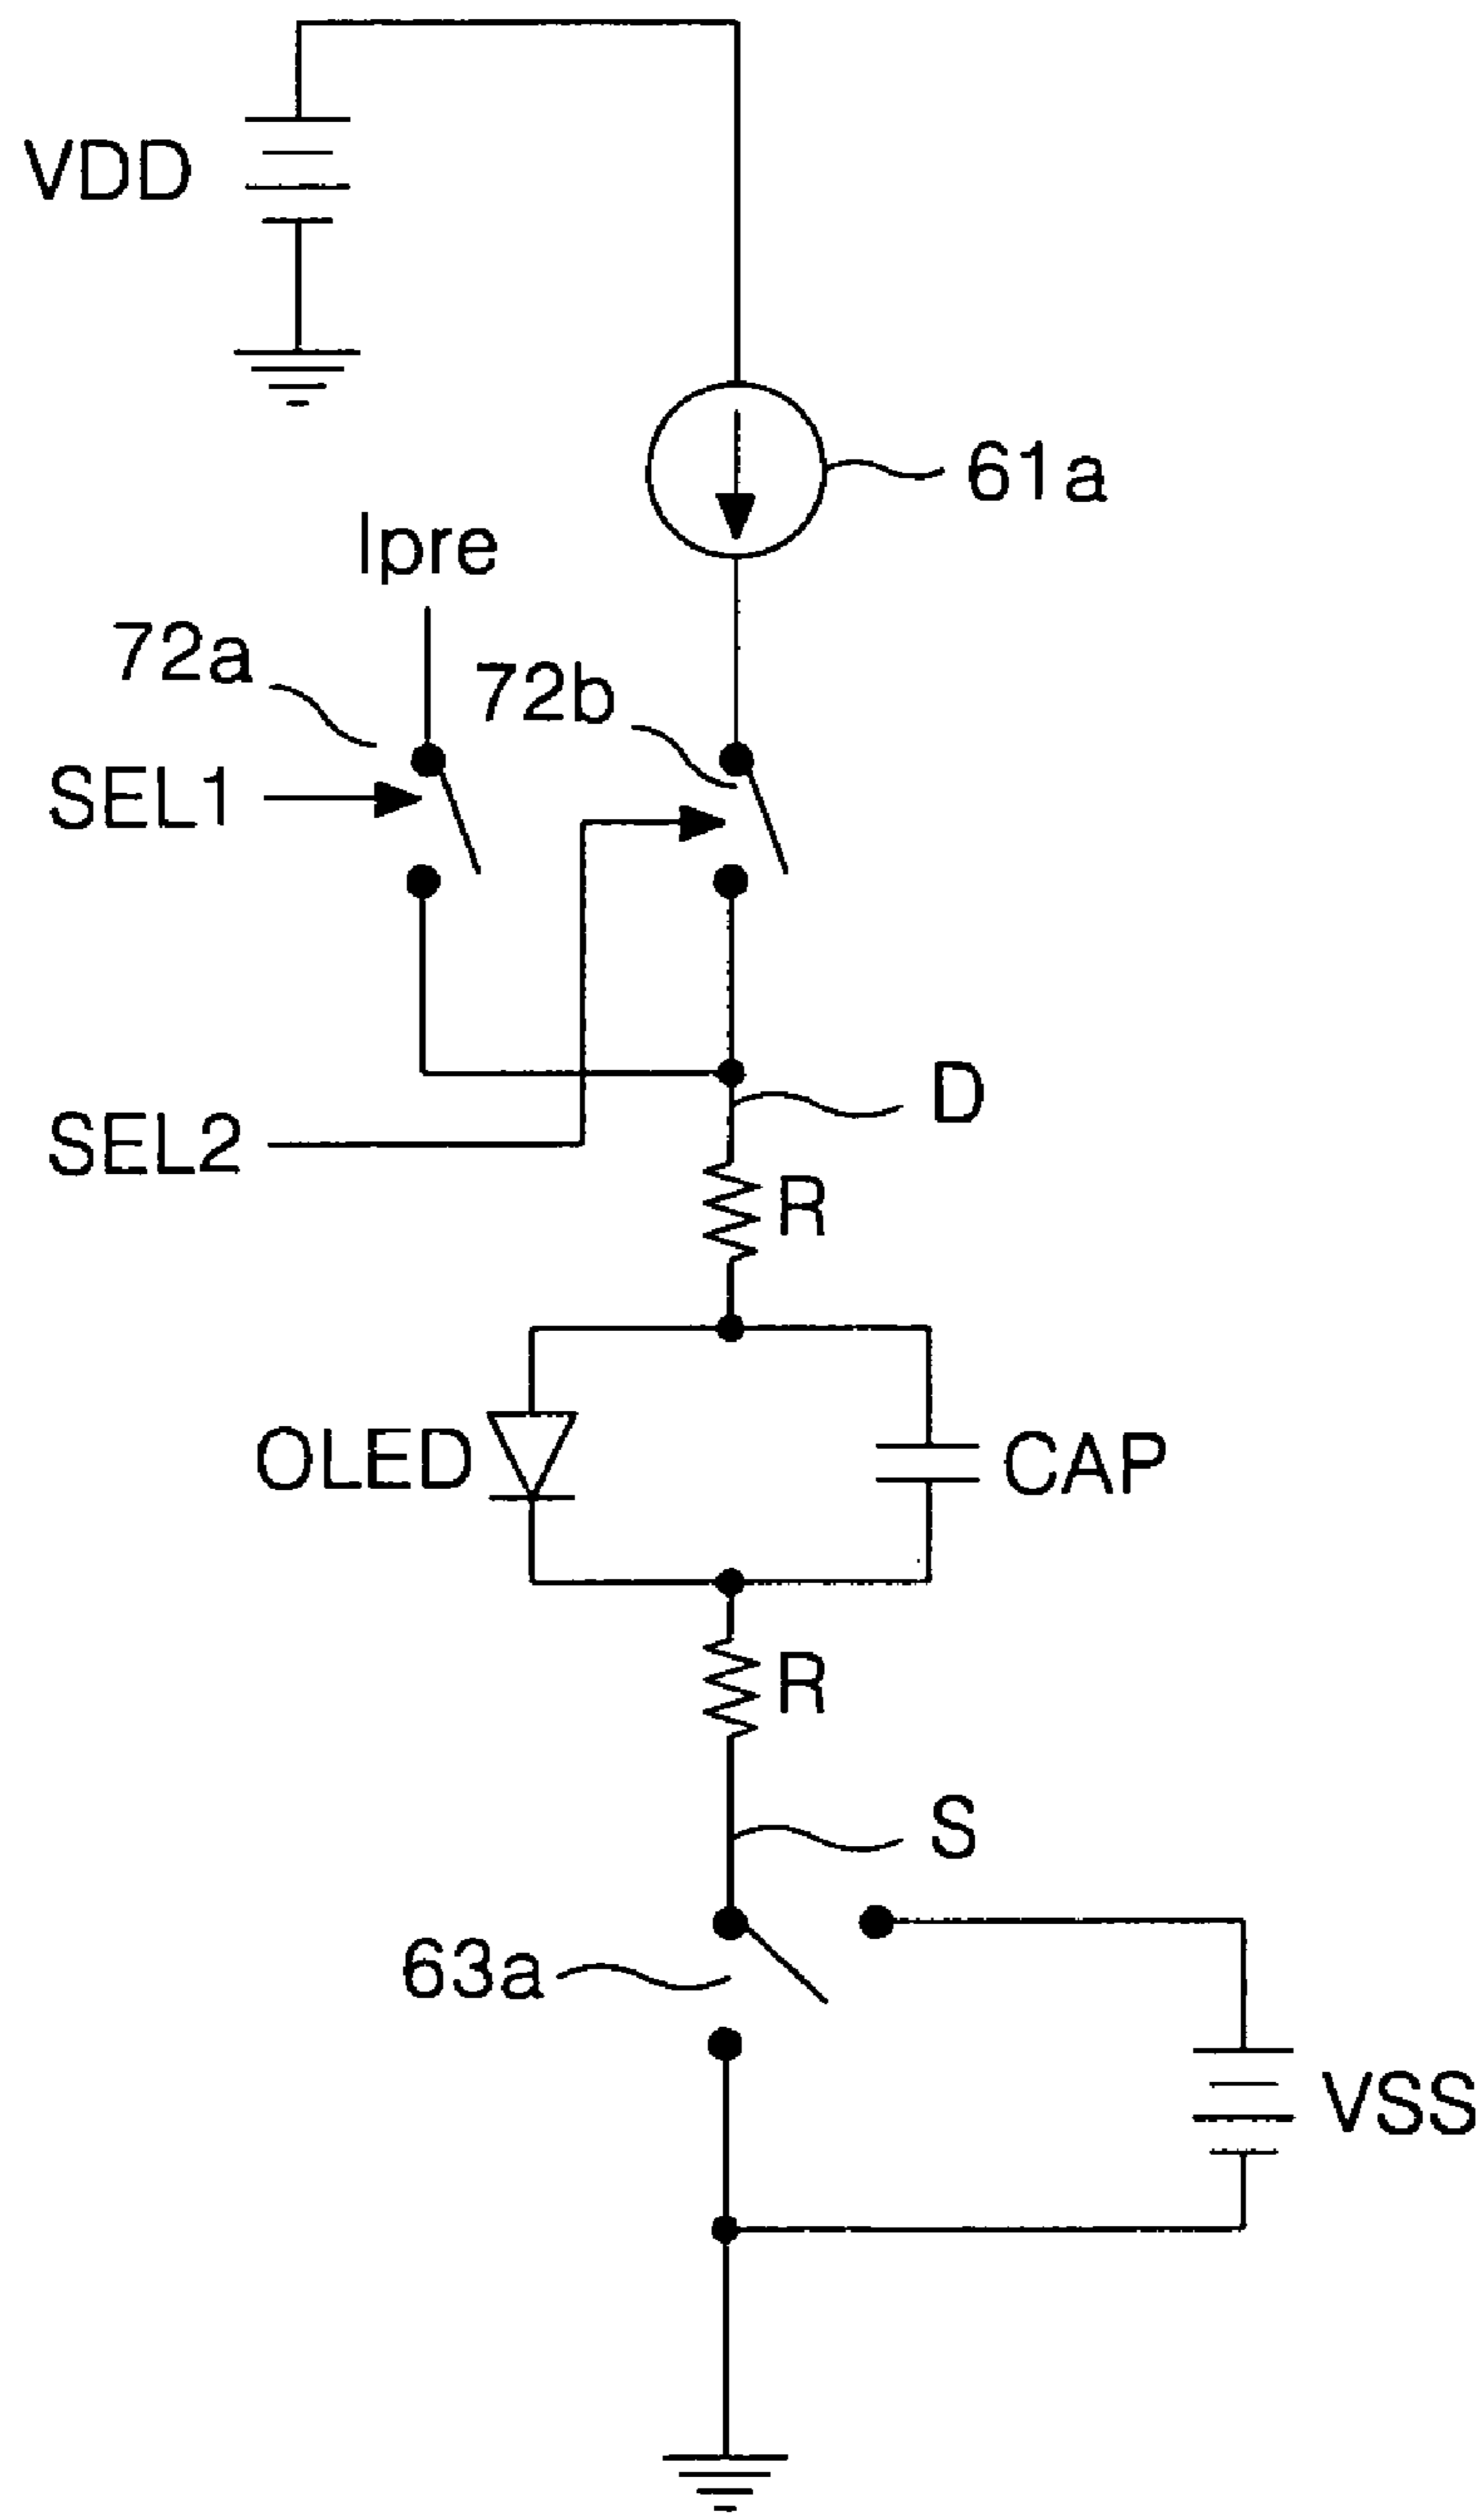 VDD
61a
Ipre
72a
72b
SEL1
D
SEL2
R
OLED
CAP
R
S
63a
VSS